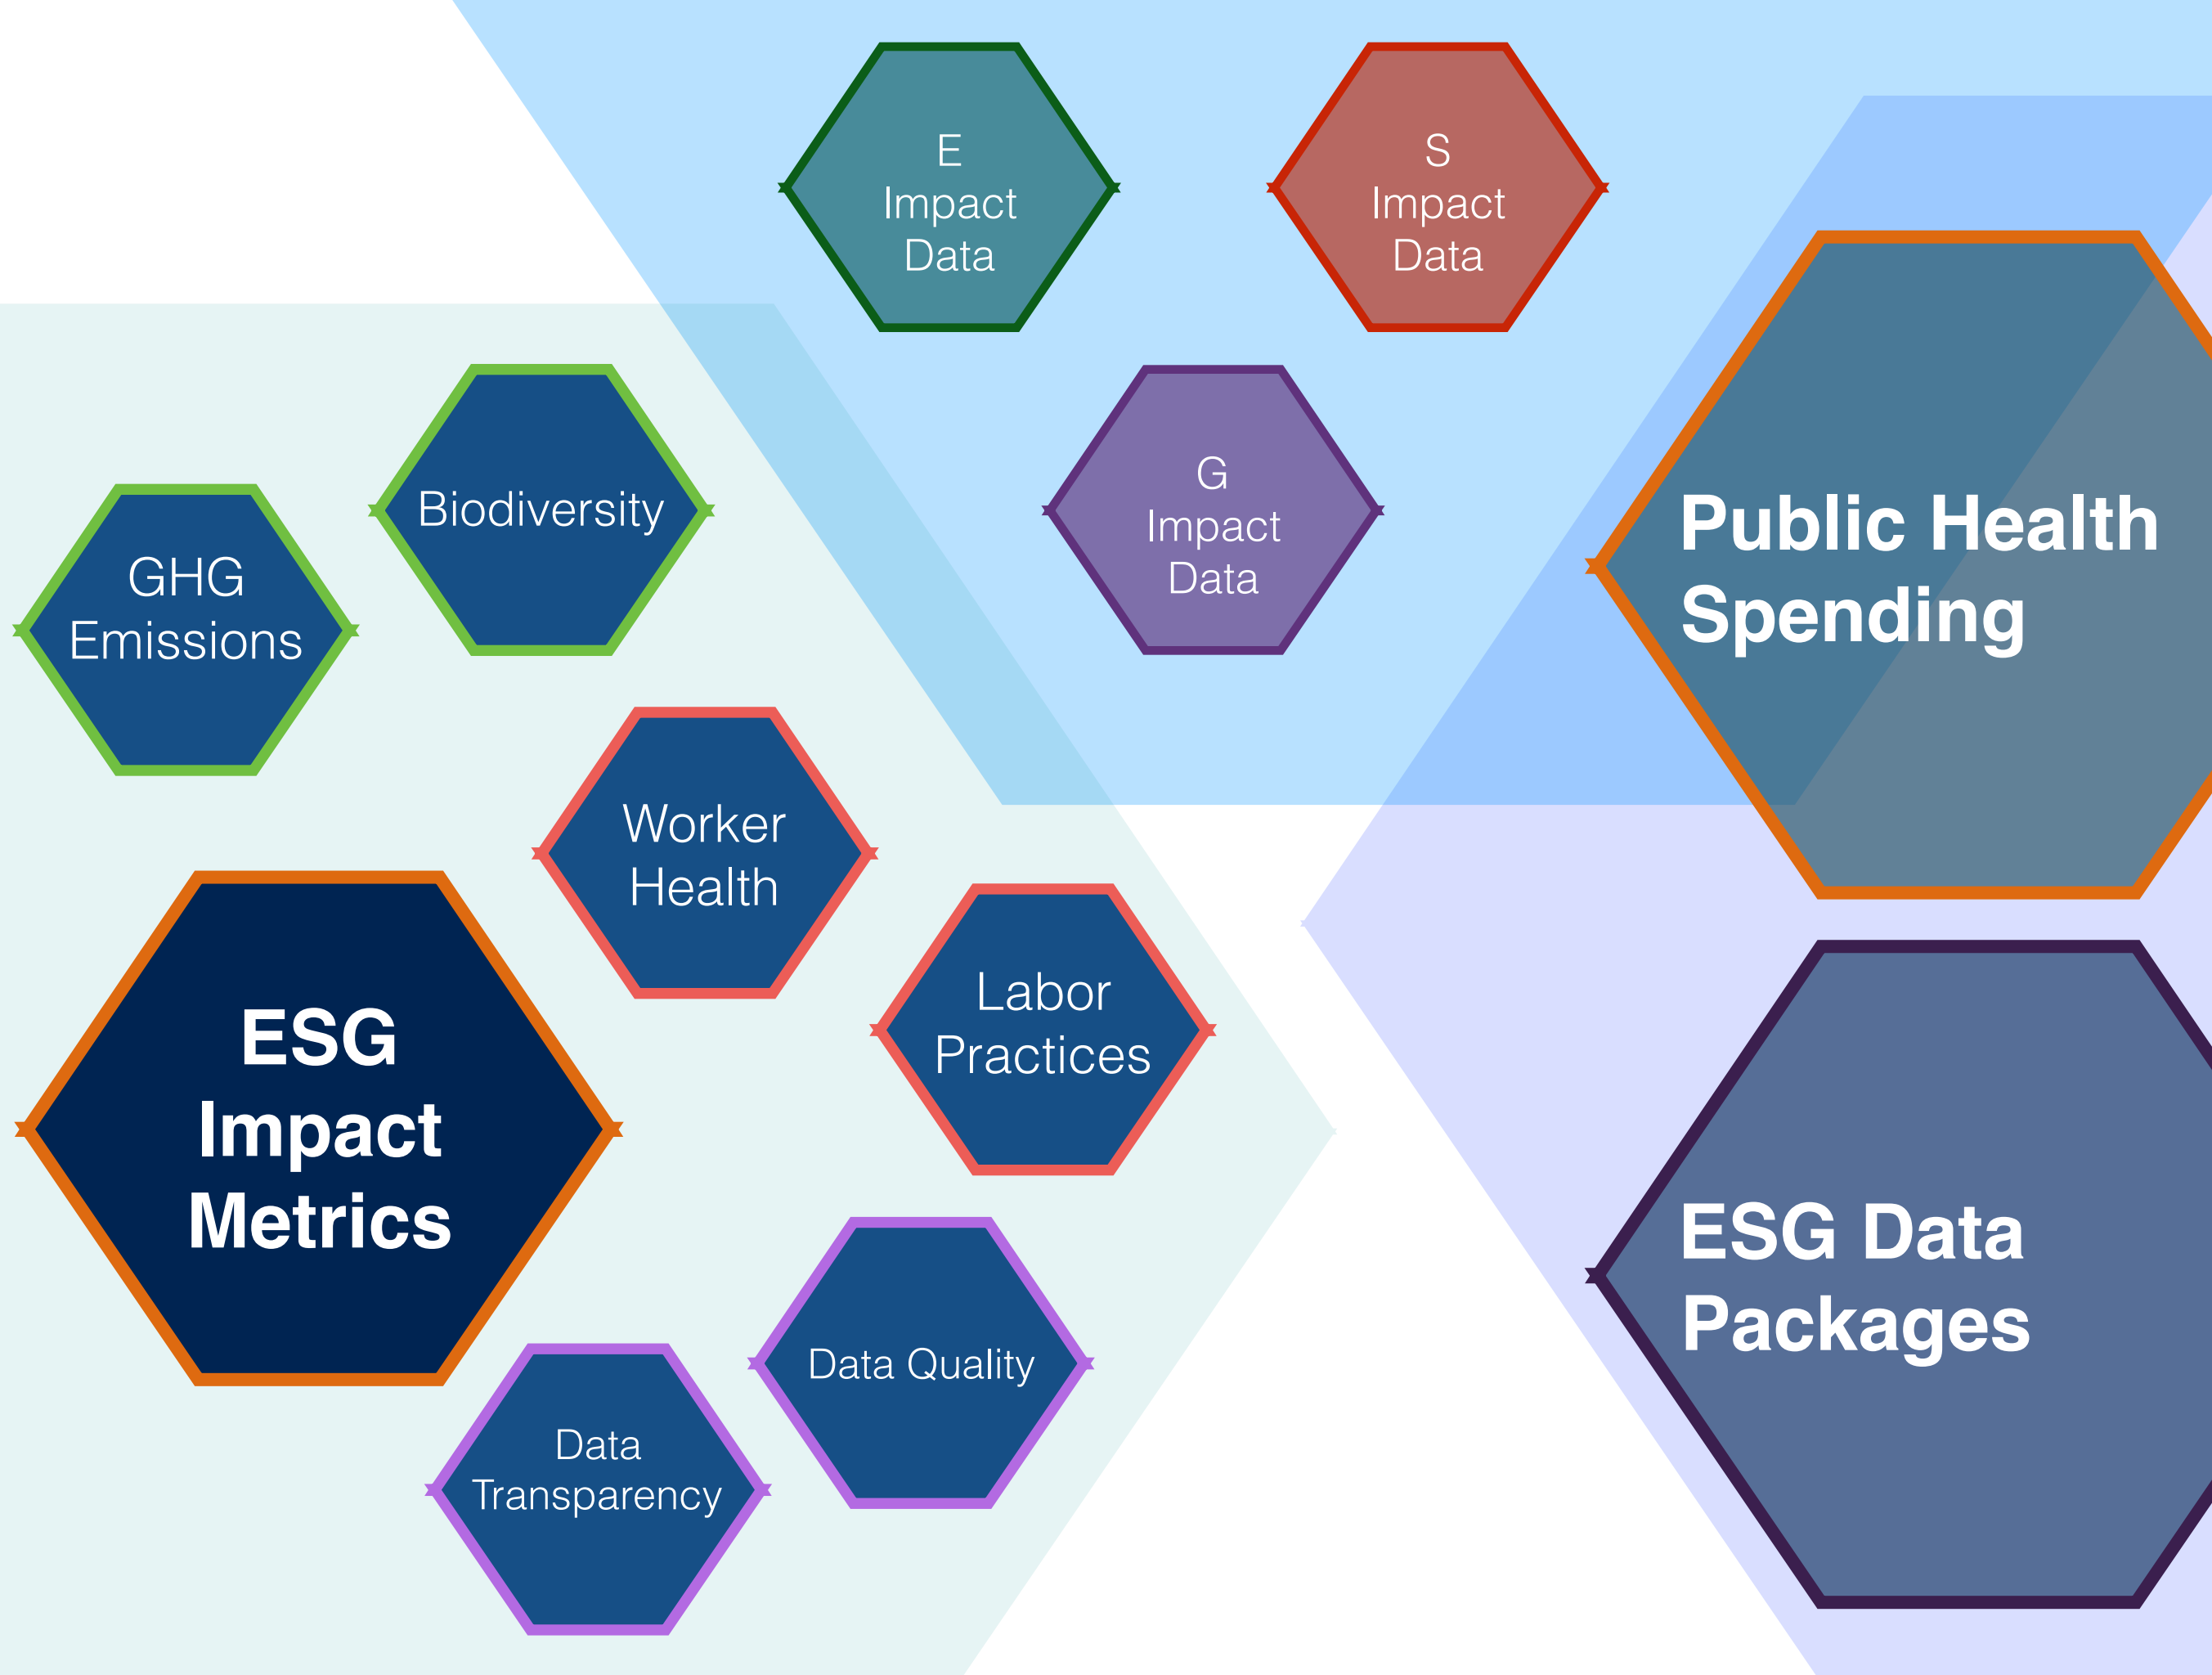 E
Impact
Data
S
Impact
Data
G
Impact
Data
Biodiversity
GHG
Emissions
Worker
Health
Labor
Practices
ESG
Impact
Metrics
Data Quality
Data
Transparency
Public Health
Spending
ESG Data
Packages